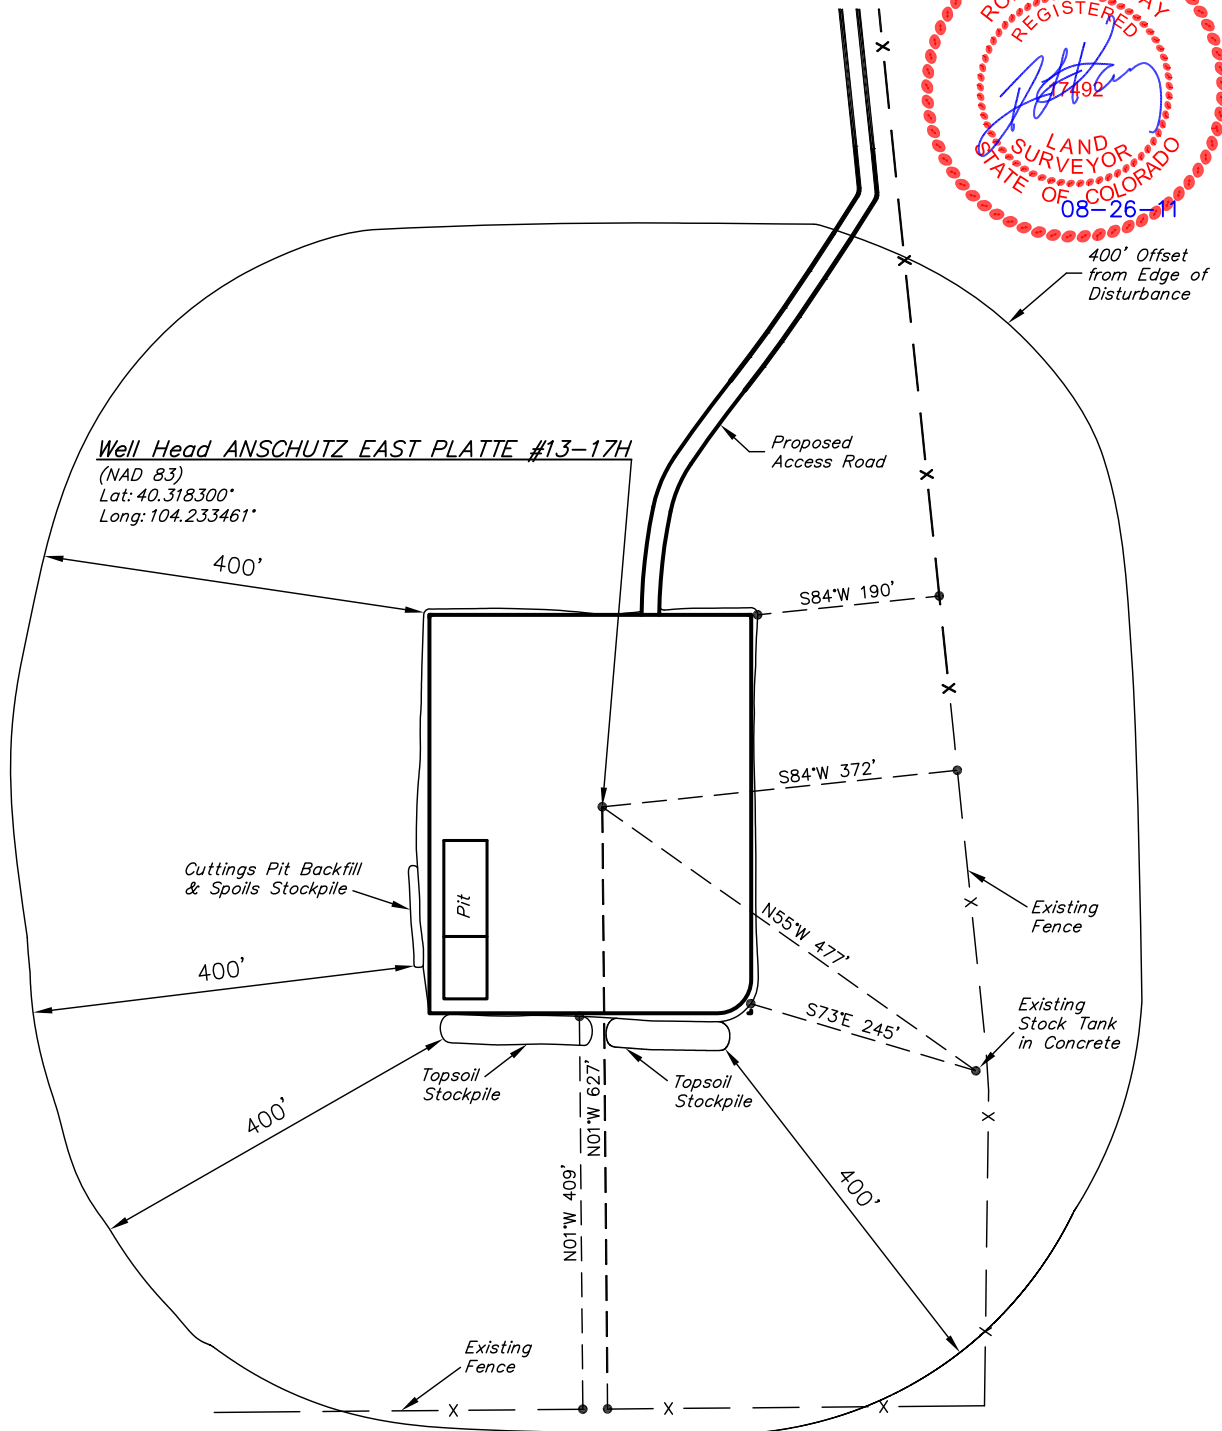 REGISTERED
17492
LAND
SURVEYOR
STATE OF COLORADO
08-26-11
400' Offset
from Edge of
Disturbance
Well Head ANSCHUTZ EAST PLATTE #13-17H
(NAD 83)
Lat: 40.318300°
Long: 104.233461°
Proposed
Access Road
400'
S84°W 190'
S84°W 372'
Cuttings Pit Backfill
& Spoils Stockpile
Pit
N55°W 477'
Existing
Fence
400'
S73°E 245'
Existing
Stock Tank
in Concrete
Topsoil
Stockpile
Topsoil
Stockpile
400'
N01°W 627'
N01°W 409'
400'
Existing
Fence